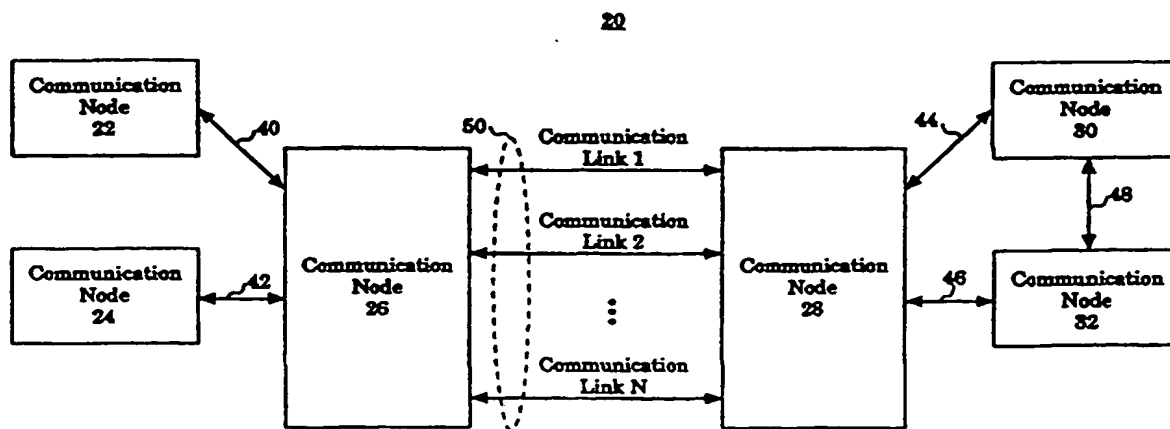 20
Communication
Node
22
40
Communication
Node
24
42
Communication
Node
26
50
Communication
Link 1
Communication
Link 2
Communication
Link N
Communication
Node
28
44
46
Communication
Node
30
48
Communication
Node
32